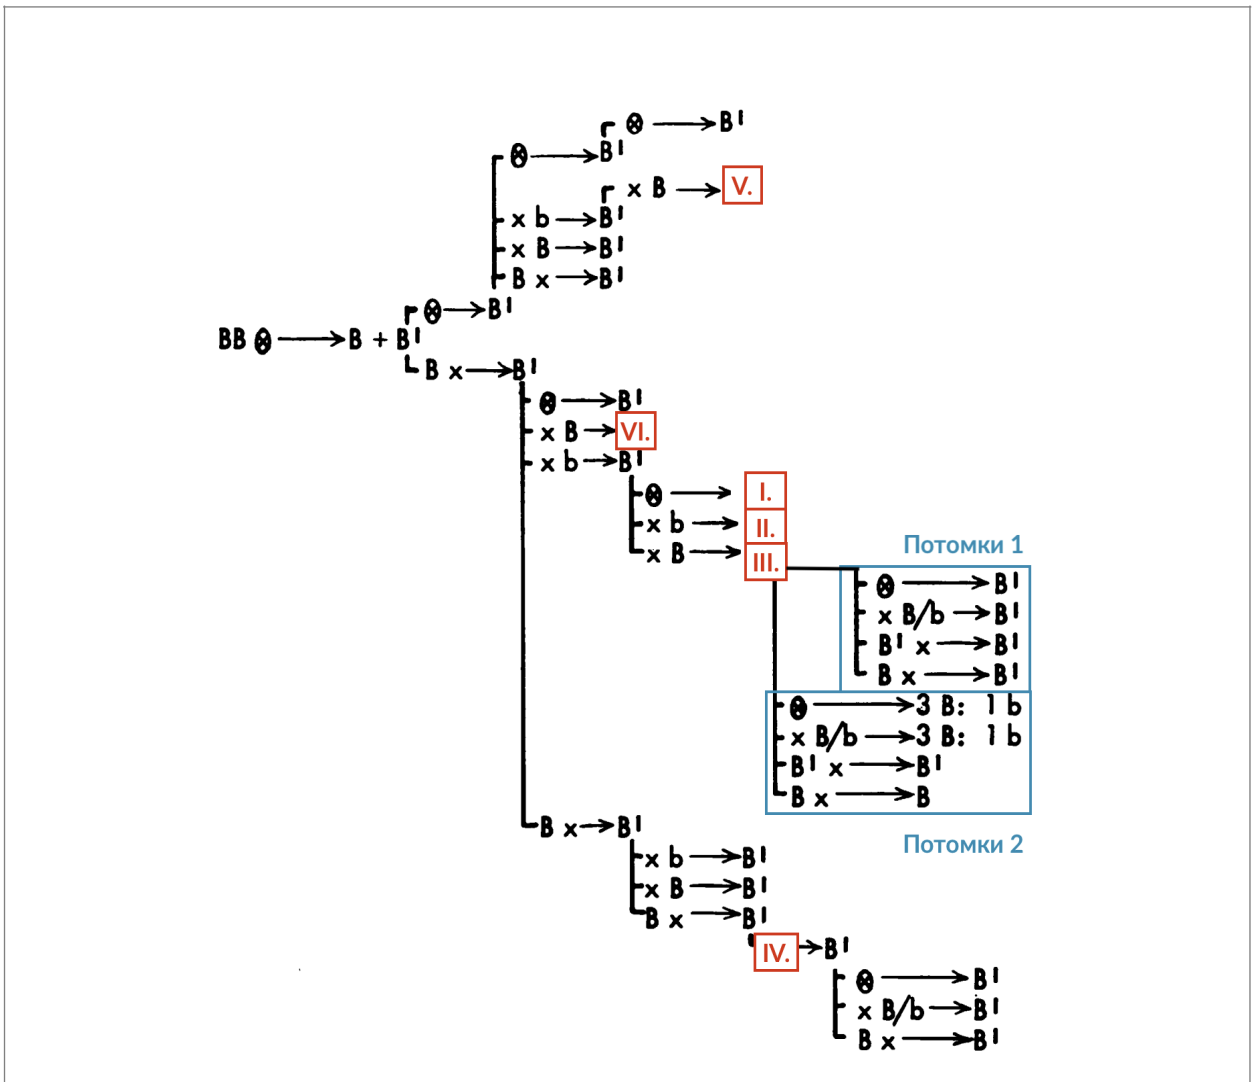 ⊗ → B'
⊗ → B'
x B → V.
x b → B'
x B → B'
B x → B'
⊗ → B'
BB ⊗ → B + B'
B x → B'
⊗ → B'
x B → VI.
x b → B'
⊗ → I.
x b → II.
x B → III.
Потомки 1
⊗ → B'
x B/b → B'
B' x → B'
B x → B'
⊗ → 3 B: 1 b
x B/b → 3 B: 1 b
B' x → B'
B x → B
Потомки 2
B x → B'
x b → B'
x B → B'
B x → B'
IV. → B'
⊗ → B'
x B/b → B'
B x → B'